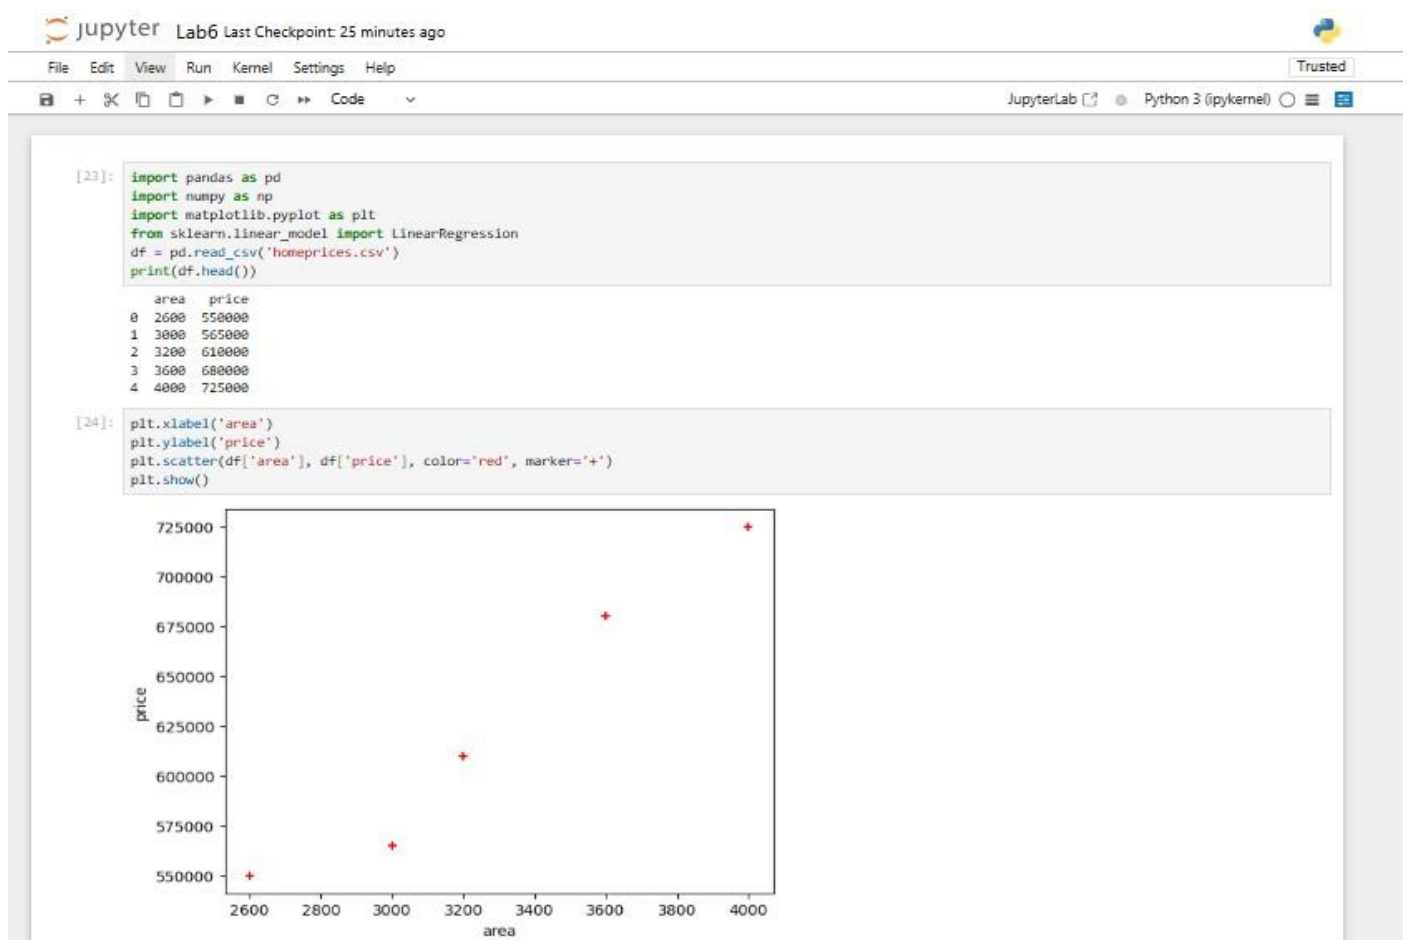 jupyter Lab6 Last Checkpoint: 25 minutes ago
File Edit View Run Kernel Settings Help Trusted
Code JupyterLab Python 3 (ipykernel)
[23]: import pandas as pd
import numpy as np
import matplotlib.pyplot as plt
from sklearn.linear_model import LinearRegression
df = pd.read_csv('homeprices.csv')
print(df.head())
area price
0 2600 550000
1 3000 565000
2 3200 610000
3 3600 680000
4 4000 725000
[24]: plt.xlabel('area')
plt.ylabel('price')
plt.scatter(df['area'], df['price'], color='red', marker='+')
plt.show()
725000
700000
675000
650000
price
625000
600000
575000
550000
2600 2800 3000 3200 3400 3600 3800 4000
area